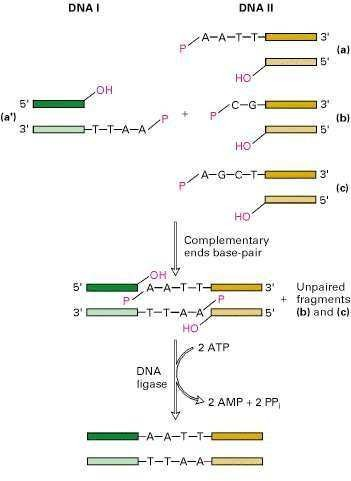 DNA I DNA II
P A—A—T—T 3'
(a)
HO 5'
5' OH
P C—G 3'
(a') + (b)
3' T—T—A—A P
HO 5'
P A—G—C—T 3'
(c)
HO 5'
Complementary
ends base-pair
5' OH A—A—T—T 3'
P P
3' T—T—A—A 5'
HO
+ Unpaired
fragments
(b) and (c)
2 ATP
DNA
ligase
2 AMP + 2 PPi
A—A—T—T
T—T—A—A